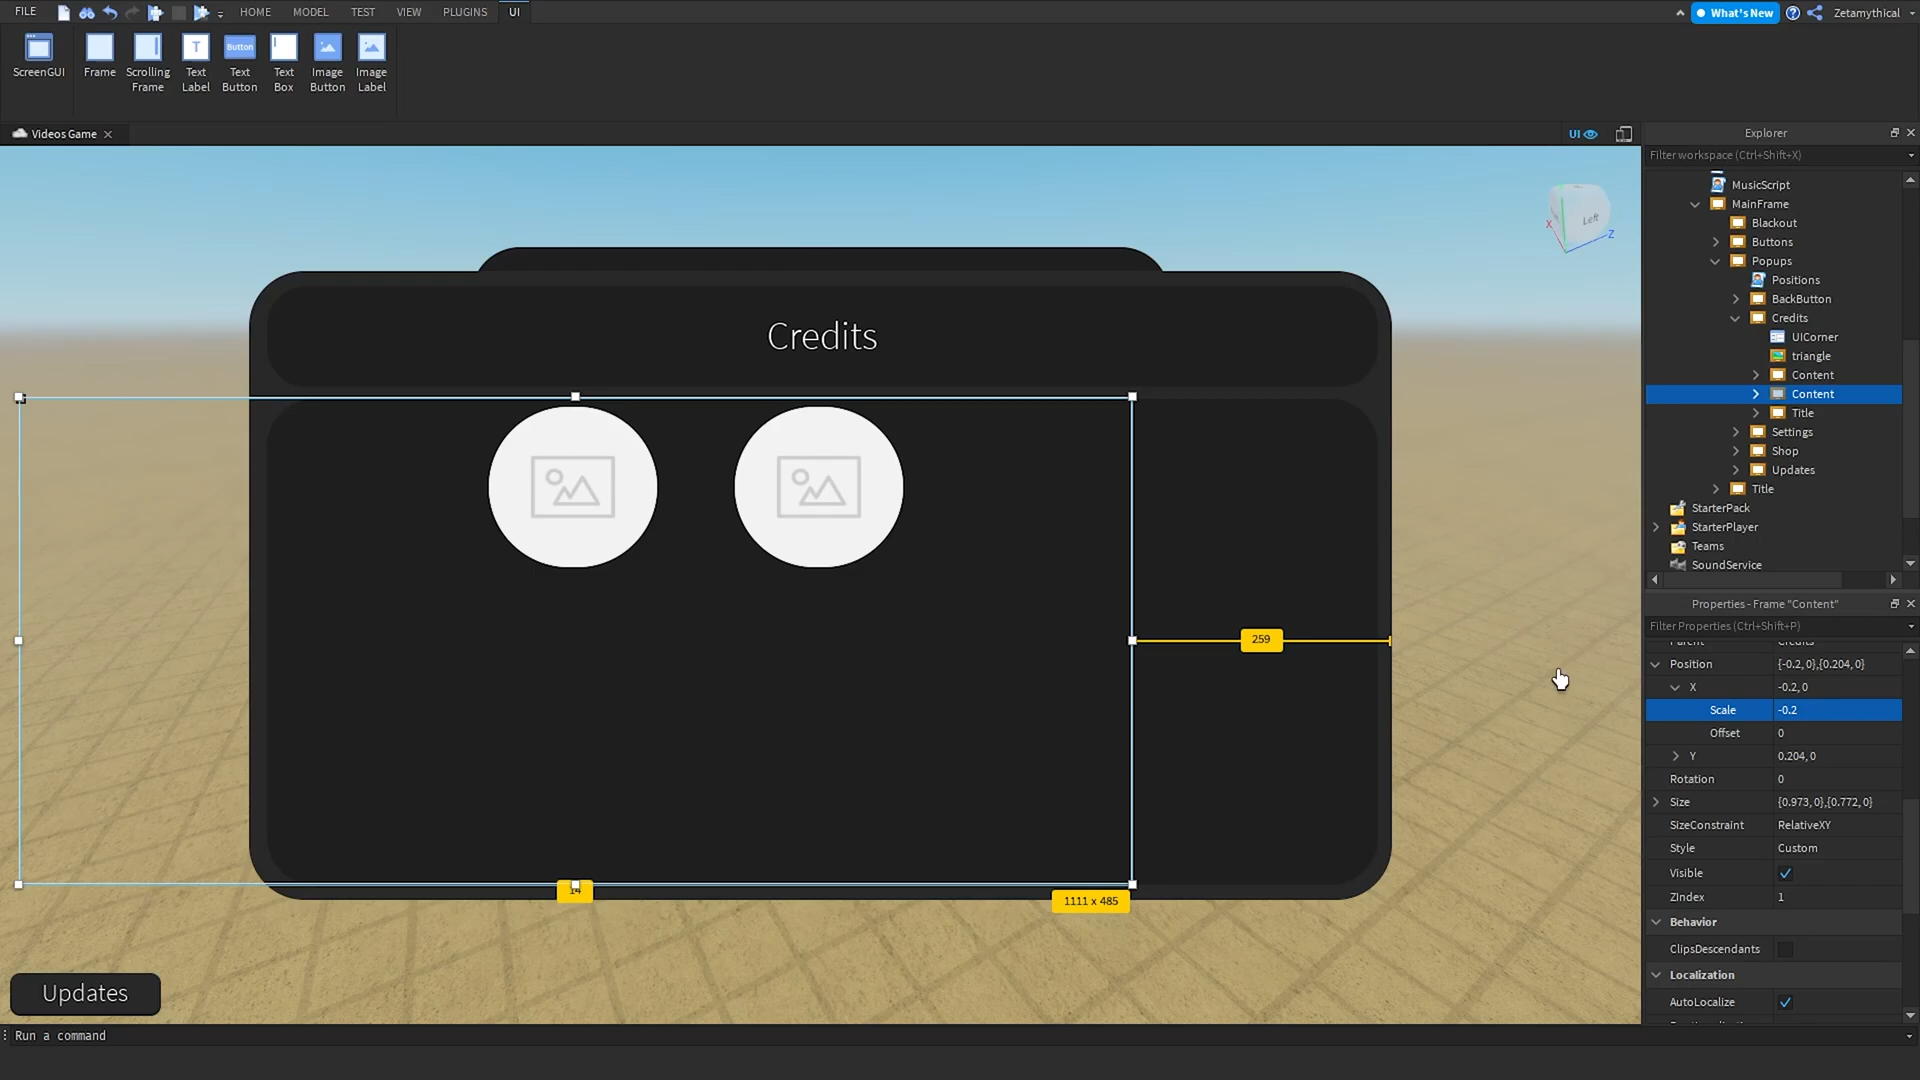 FILE
HOME
MODEL
TEST
VIEW
PLUGINS
UI
What's New
Zetamythical
ScreenGUI
Frame
Scrolling
Frame
Text
Label
Button
Text
Button
Text
Box
Image
Button
Image
Label
Videos Game
UI
Explorer
Filter workspace (Ctrl+Shift+X)
MusicScript
MainFrame
Blackout
Buttons
Popups
Positions
BackButton
Credits
UICorner
triangle
Content
Content
Title
Settings
Shop
Updates
Title
StarterPack
StarterPlayer
Teams
SoundService
Left
X
Z
Credits
259
14
1111 x 485
Updates
Properties - Frame "Content"
Filter Properties (Ctrl+Shift+P)
Position {-0.2, 0},{0.204, 0}
X -0.2, 0
Scale -0.2
Offset 0
Y 0.204, 0
Rotation 0
Size {0.973, 0},{0.772, 0}
SizeConstraint RelativeXY
Style Custom
Visible
ZIndex 1
Behavior
ClipsDescendants
Localization
AutoLocalize
Run a command